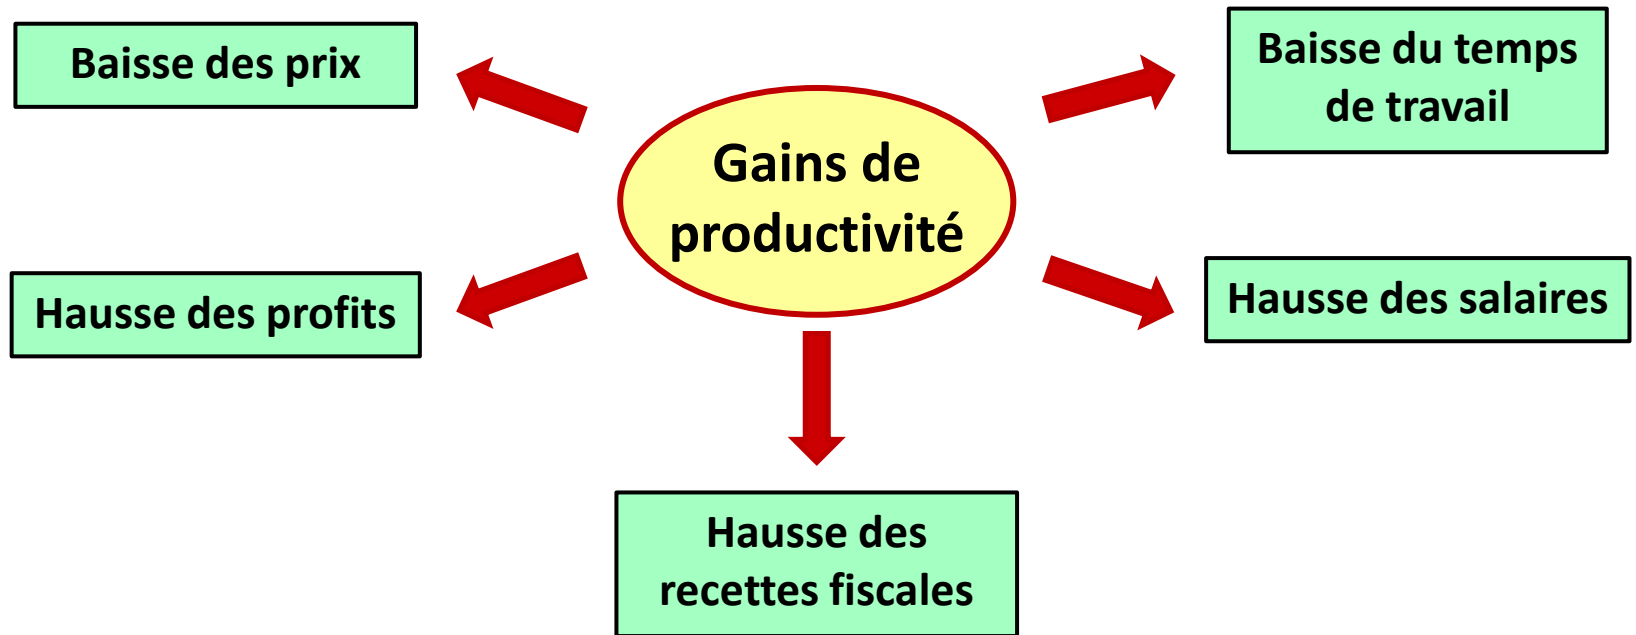 Baisse des prix
Baisse du temps
de travail
Gains de
productivité
Hausse des profits
Hausse des salaires
Hausse des
recettes fiscales